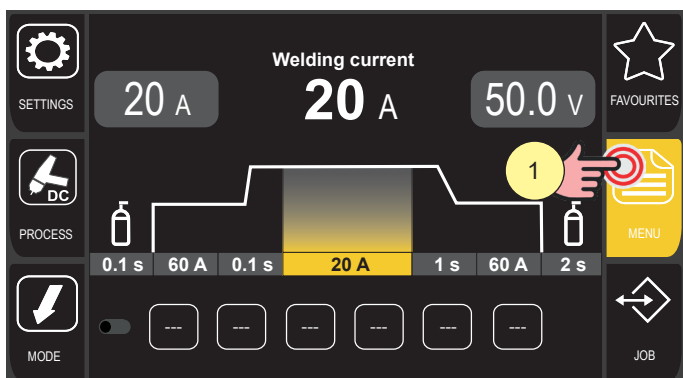 SETTINGS
Welding current
20 A
20 A
50.0 V
FAVOURITES
DC
PROCESS
1
MENU
0.1 s 60 A 0.1 s 20 A 1 s 60 A 2 s
MODE
--- --- --- --- --- ---
JOB